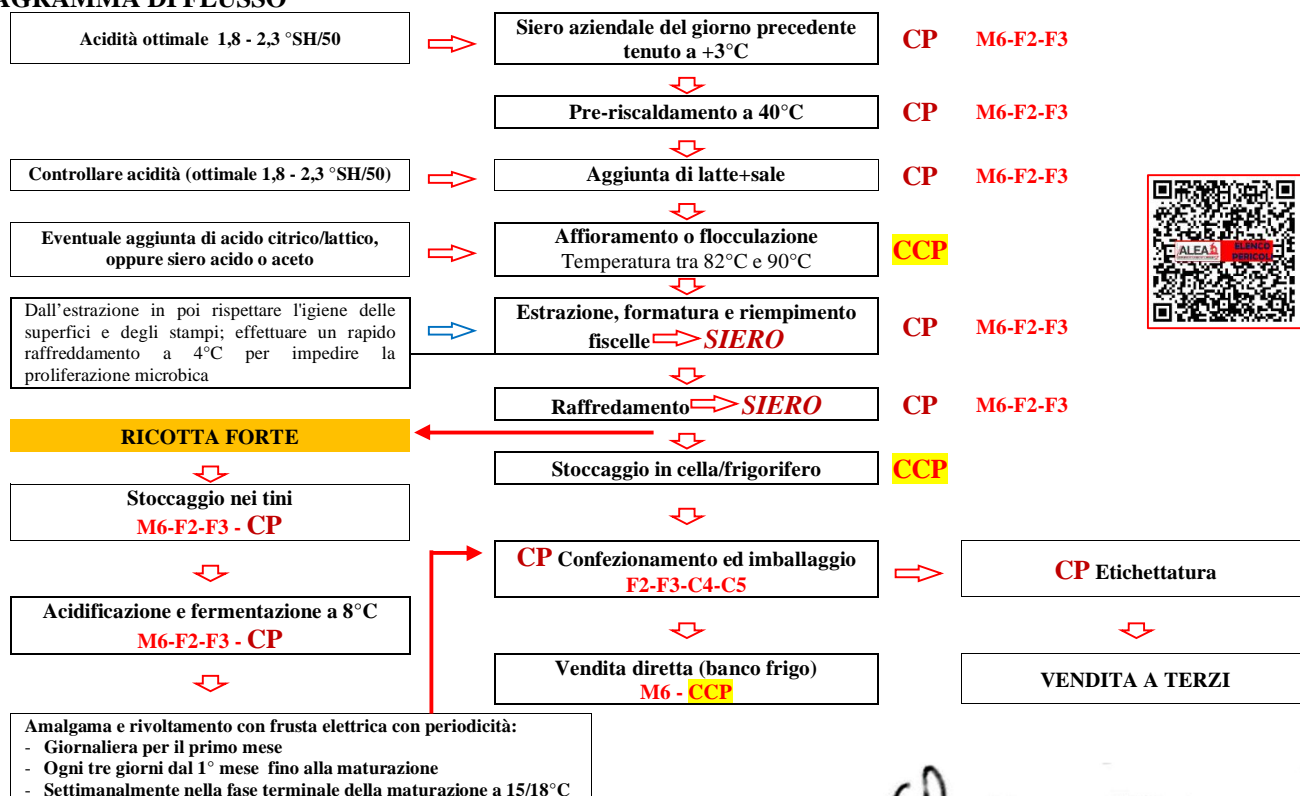 AGRAMMA DI FLUSSO
Acidità ottimale 1,8 - 2,3 °SH/50
Siero aziendale del giorno precedente
tenuto a +3°C
CP M6-F2-F3
Pre-riscaldamento a 40°C
CP M6-F2-F3
Controllare acidità (ottimale 1,8 - 2,3 °SH/50)
Aggiunta di latte+sale
CP M6-F2-F3
Eventuale aggiunta di acido citrico/lattico,
oppure siero acido o aceto
Affioramento o flocculazione
Temperatura tra 82°C e 90°C
CCP
ALEA
ELENCO
PERICOLI
Dall'estrazione in poi rispettare l'igiene delle
superfici e degli stampi; effettuare un rapido
raffreddamento a 4°C per impedire la
proliferazione microbica
Estrazione, formatura e riempimento
fiscelle SIERO
CP M6-F2-F3
Raffredamento SIERO
CP M6-F2-F3
RICOTTA FORTE
Stoccaggio in cella/frigorifero
CCP
Stoccaggio nei tini
M6-F2-F3 - CP
CP Confezionamento ed imballaggio
F2-F3-C4-C5
CP Etichettatura
Acidificazione e fermentazione a 8°C
M6-F2-F3 - CP
Vendita diretta (banco frigo)
M6 - CCP
VENDITA A TERZI
Amalgama e rivoltamento con frusta elettrica con periodicità:
- Giornaliera per il primo mese
- Ogni tre giorni dal 1° mese fino alla maturazione
- Settimanalmente nella fase terminale della maturazione a 15/18°C